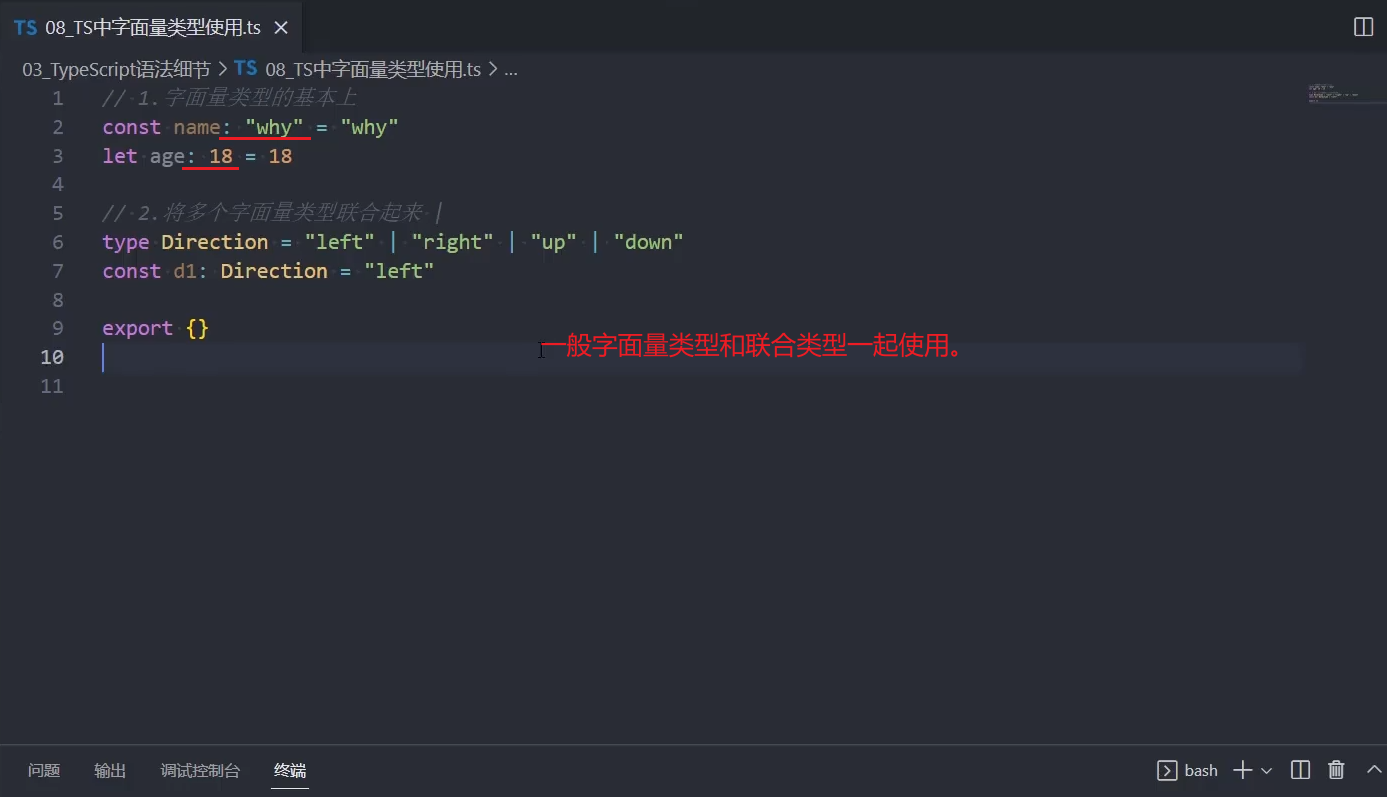 TS 08_TS中字面量类型使用.ts ×
03_TypeScript语法细节 > TS 08_TS中字面量类型使用.ts > ...
1 // 1.字面量类型的基本上
2 const name: "why" = "why"
3 let age: 18 = 18
4
5 // 2.将多个字面量类型联合起来 |
6 type Direction = "left" | "right" | "up" | "down"
7 const d1: Direction = "left"
8
9 export {}
一般字面量类型和联合类型一起使用。
10
11
问题 输出 调试控制台 终端 bash